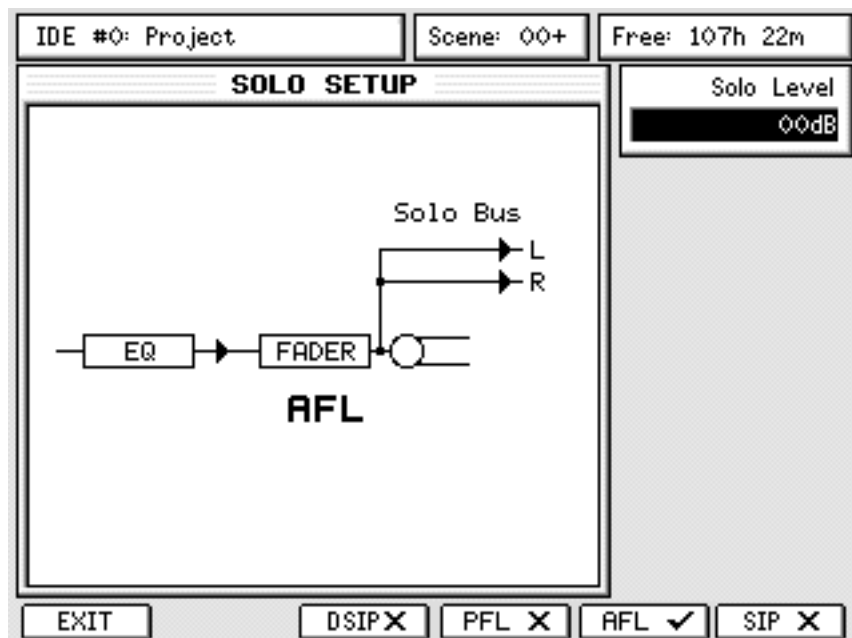 IDE #0: Project
Scene: 00+
Free: 107h 22m
SOLO SETUP
Solo Level
00dB
Solo Bus
L
R
EQ
FADER
AFL
EXIT
DSIP X
PFL X
AFL ✓
SIP X